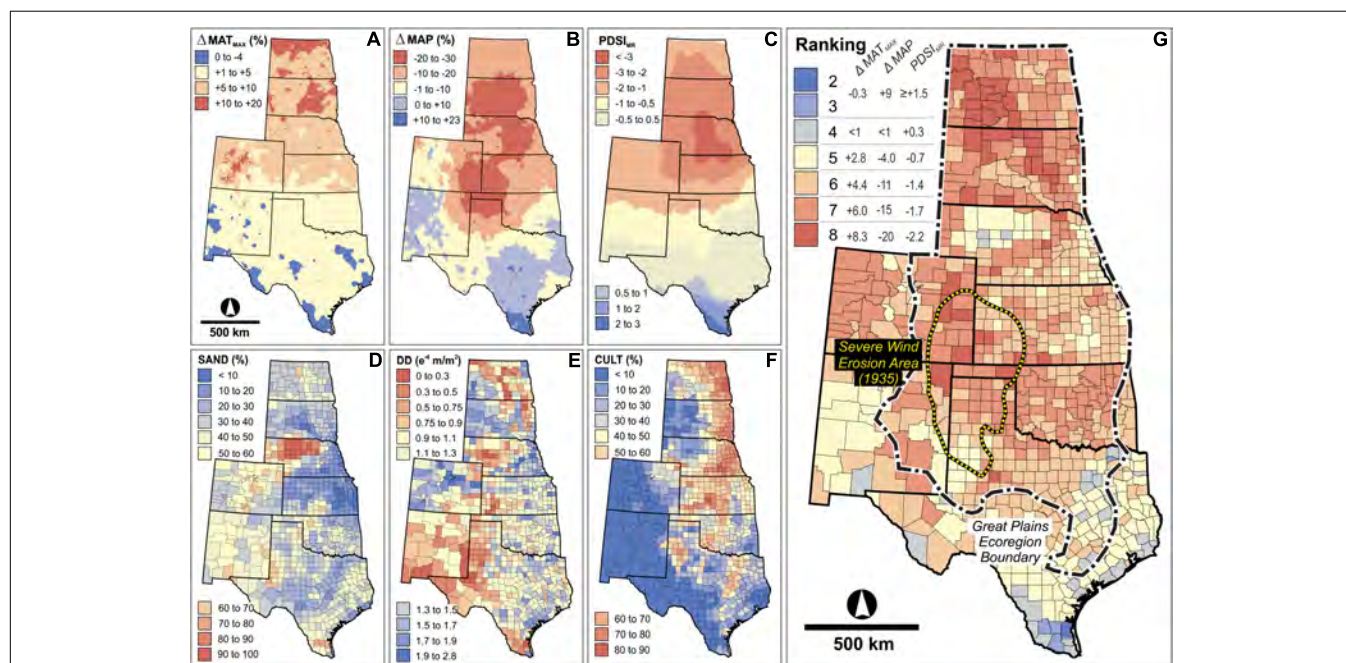 Δ MAT_MAX (%) A
0 to -4
+1 to +5
+5 to +10
+10 to +20
500 km
Δ MAP (%) B
-20 to -30
-10 to -20
-1 to -10
0 to +10
+10 to +23
PDSI_MR C
< -3
-3 to -2
-2 to -1
-1 to -0.5
-0.5 to 0.5
0.5 to 1
1 to 2
2 to 3
SAND (%) D
< 10
10 to 20
20 to 30
30 to 40
40 to 50
50 to 60
60 to 70
70 to 80
80 to 90
90 to 100
DD (e⁻⁴ m/m²) E
0 to 0.3
0.3 to 0.5
0.5 to 0.75
0.75 to 0.9
0.9 to 1.1
1.1 to 1.3
1.3 to 1.5
1.5 to 1.7
1.7 to 1.9
1.9 to 2.8
CULT (%) F
< 10
10 to 20
20 to 30
30 to 40
40 to 50
50 to 60
60 to 70
70 to 80
80 to 90
Ranking Δ MAT_MAX Δ MAP PDSI_MR G
2
3 -0.3 +9 ≥+1.5
4 <1 <1 +0.3
5 +2.8 -4.0 -0.7
6 +4.4 -11 -1.4
7 +6.0 -15 -1.7
8 +8.3 -20 -2.2
Severe Wind
Erosion Area
(1935)
Great Plains
Ecoregion
Boundary
500 km